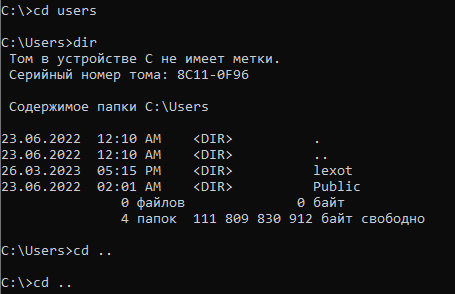 C:\>cd users
C:\Users>dir
Том в устройстве C не имеет метки.
Серийный номер тома: 8C11-0F96
Содержимое папки C:\Users
23.06.2022  12:10 AM    <DIR>          .
23.06.2022  12:10 AM    <DIR>          ..
26.03.2023  05:15 PM    <DIR>          lexot
23.06.2022  02:01 AM    <DIR>          Public
0 файлов              0 байт
4 папок  111 809 830 912 байт свободно
C:\Users>cd ..
C:\>cd ..